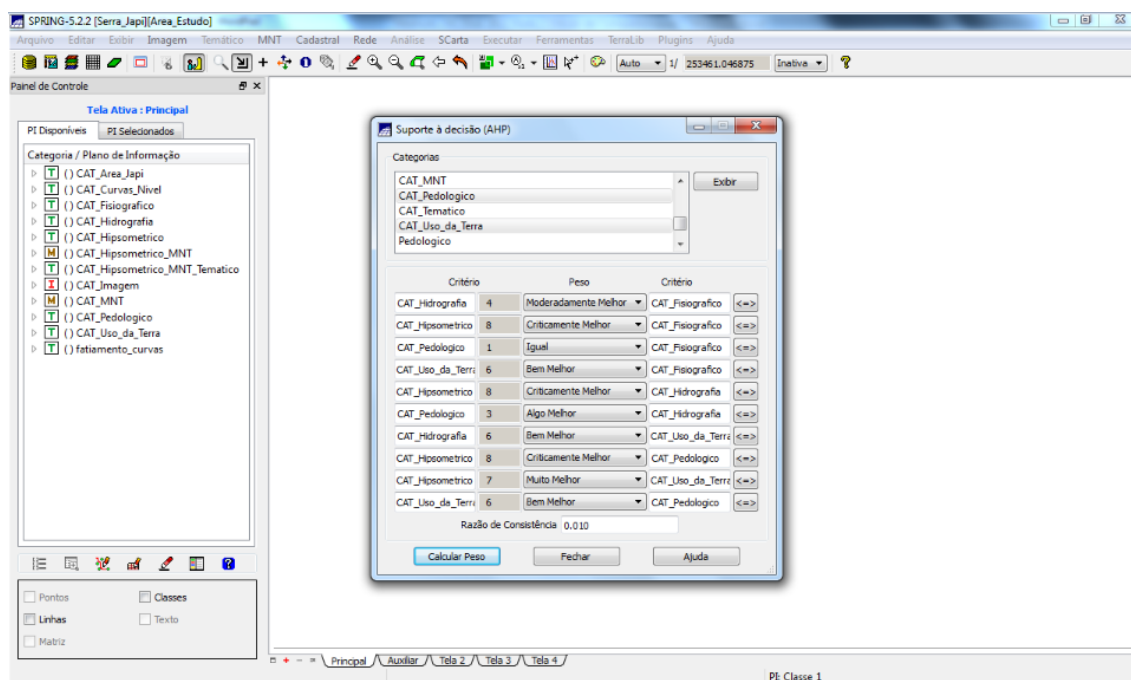 SPRING-5.2.2 [Serra_Japi][Area_Estudo]
Arquivo Editar Exibir Imagem Temático MNT Cadastral Rede Análise SCarta Executar Ferramentas TerraLib Plugins Ajuda
Auto 1/ 253461.046875 Inativa
Painel de Controle
Tela Ativa : Principal
PI Disponíveis PI Selecionados
Categoria / Plano de Informação
T () CAT_Area_Japi
T () CAT_Curvas_Nivel
T () CAT_Fisiografico
T () CAT_Hidrografia
T () CAT_Hipsometrico
M () CAT_Hipsometrico_MNT
T () CAT_Hipsometrico_MNT_Tematico
I () CAT_Imagem
M () CAT_MNT
T () CAT_Pedologico
T () CAT_Uso_da_Terra
T () fatiamento_curvas
Pontos Classes
Linhas Texto
Matriz
Suporte à decisão (AHP)
Categorias
CAT_MNT
CAT_Pedologico
CAT_Tematico
CAT_Uso_da_Terra
Pedologico
Exibir
Critério Peso Critério
CAT_Hidrografia 4 Moderadamente Melhor CAT_Fisiografico <=>
CAT_Hipsometrico 8 Criticamente Melhor CAT_Fisiografico <=>
CAT_Pedologico 1 Igual CAT_Fisiografico <=>
CAT_Uso_da_Terra 6 Bem Melhor CAT_Fisiografico <=>
CAT_Hipsometrico 8 Criticamente Melhor CAT_Hidrografia <=>
CAT_Pedologico 3 Algo Melhor CAT_Hidrografia <=>
CAT_Hidrografia 6 Bem Melhor CAT_Uso_da_Terra <=>
CAT_Hipsometrico 8 Criticamente Melhor CAT_Pedologico <=>
CAT_Hipsometrico 7 Muito Melhor CAT_Uso_da_Terra <=>
CAT_Uso_da_Terra 6 Bem Melhor CAT_Pedologico <=>
Razão de Consistência 0.010
Calcular Peso Fechar Ajuda
Principal Auxiliar Tela 2 Tela 3 Tela 4
PI: Classe 1